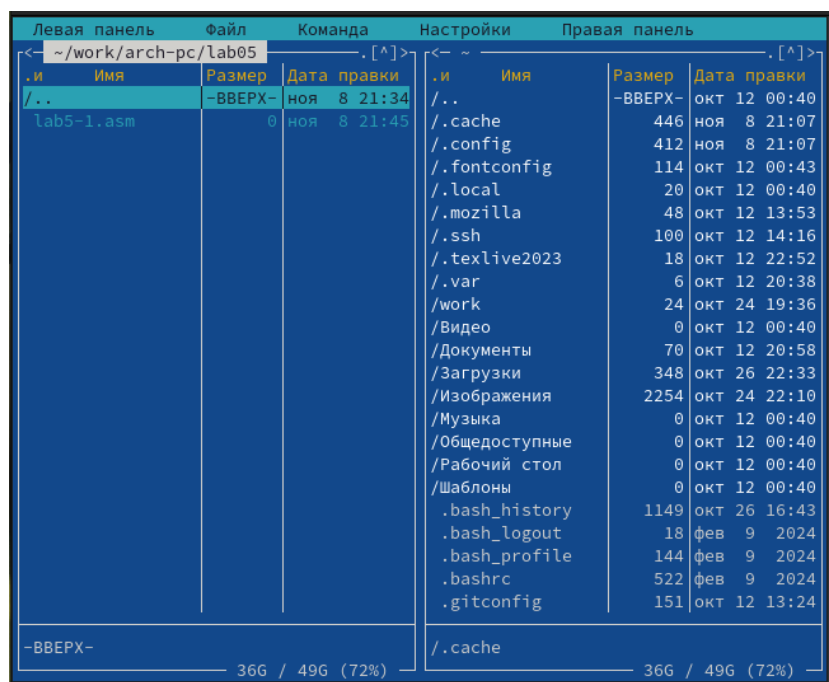 Левая панель Файл Команда Настройки Правая панель
<— ~/work/arch-pc/lab05 .[^]>
.и Имя Размер Дата правки
/.. -ВВЕРХ- ноя 8 21:34
lab5-1.asm 0 ноя 8 21:45
-ВВЕРХ-
36G / 49G (72%)
<— ~ .[^]>
.и Имя Размер Дата правки
/.. -ВВЕРХ- окт 12 00:40
/.cache 446 ноя 8 21:07
/.config 412 ноя 8 21:07
/.fontconfig 114 окт 12 00:43
/.local 20 окт 12 00:40
/.mozilla 48 окт 12 13:53
/.ssh 100 окт 12 14:16
/.texlive2023 18 окт 12 22:52
/.var 6 окт 12 20:38
/work 24 окт 24 19:36
/Видео 0 окт 12 00:40
/Документы 70 окт 12 20:58
/Загрузки 348 окт 26 22:33
/Изображения 2254 окт 24 22:10
/Музыка 0 окт 12 00:40
/Общедоступные 0 окт 12 00:40
/Рабочий стол 0 окт 12 00:40
/Шаблоны 0 окт 12 00:40
.bash_history 1149 окт 26 16:43
.bash_logout 18 фев 9 2024
.bash_profile 144 фев 9 2024
.bashrc 522 фев 9 2024
.gitconfig 151 окт 12 13:24
/.cache
36G / 49G (72%)